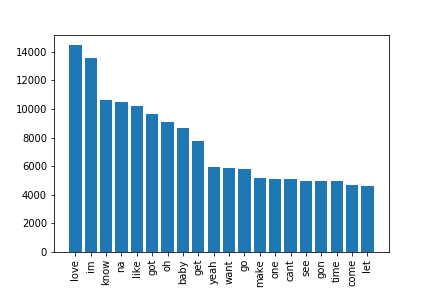 14000
12000
10000
8000
6000
4000
2000
0
love
im
know
na
like
got
oh
baby
get
yeah
want
go
make
one
cant
see
gon
time
come
let